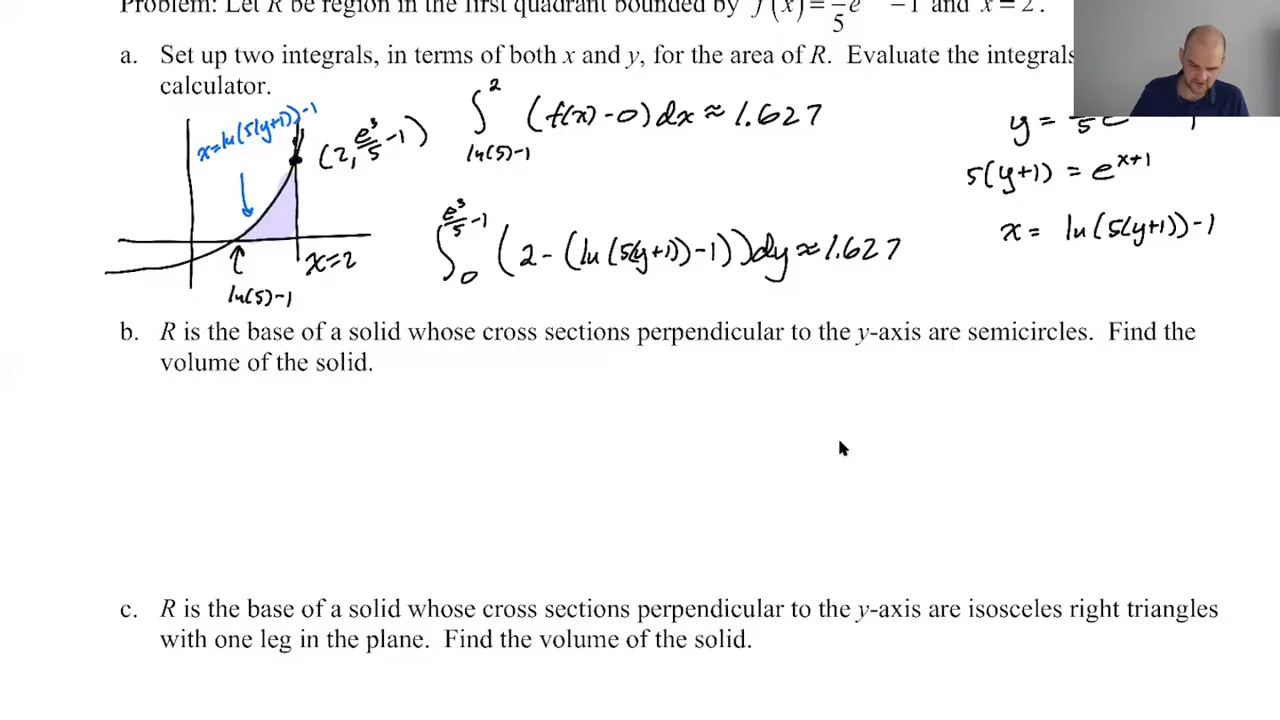 Problem: Let R be region in the first quadrant bounded by f(x) = 1/5 e −1 and x = 2.
a. Set up two integrals, in terms of both x and y, for the area of R. Evaluate the integrals
calculator.
x=ln(5(y+1))-1
(2, e³/5 -1)
x=2
ln(5)-1
∫_{ln(5)-1}^{2} (f(x)-0)dx ≈ 1.627
∫_{0}^{e³/5 -1} (2-(ln(5(y+1))-1))dy ≈ 1.627
y =
5(y+1) = e^{x+1}
x = ln(5(y+1))-1
b. R is the base of a solid whose cross sections perpendicular to the y-axis are semicircles. Find the
volume of the solid.
c. R is the base of a solid whose cross sections perpendicular to the y-axis are isosceles right triangles
with one leg in the plane. Find the volume of the solid.